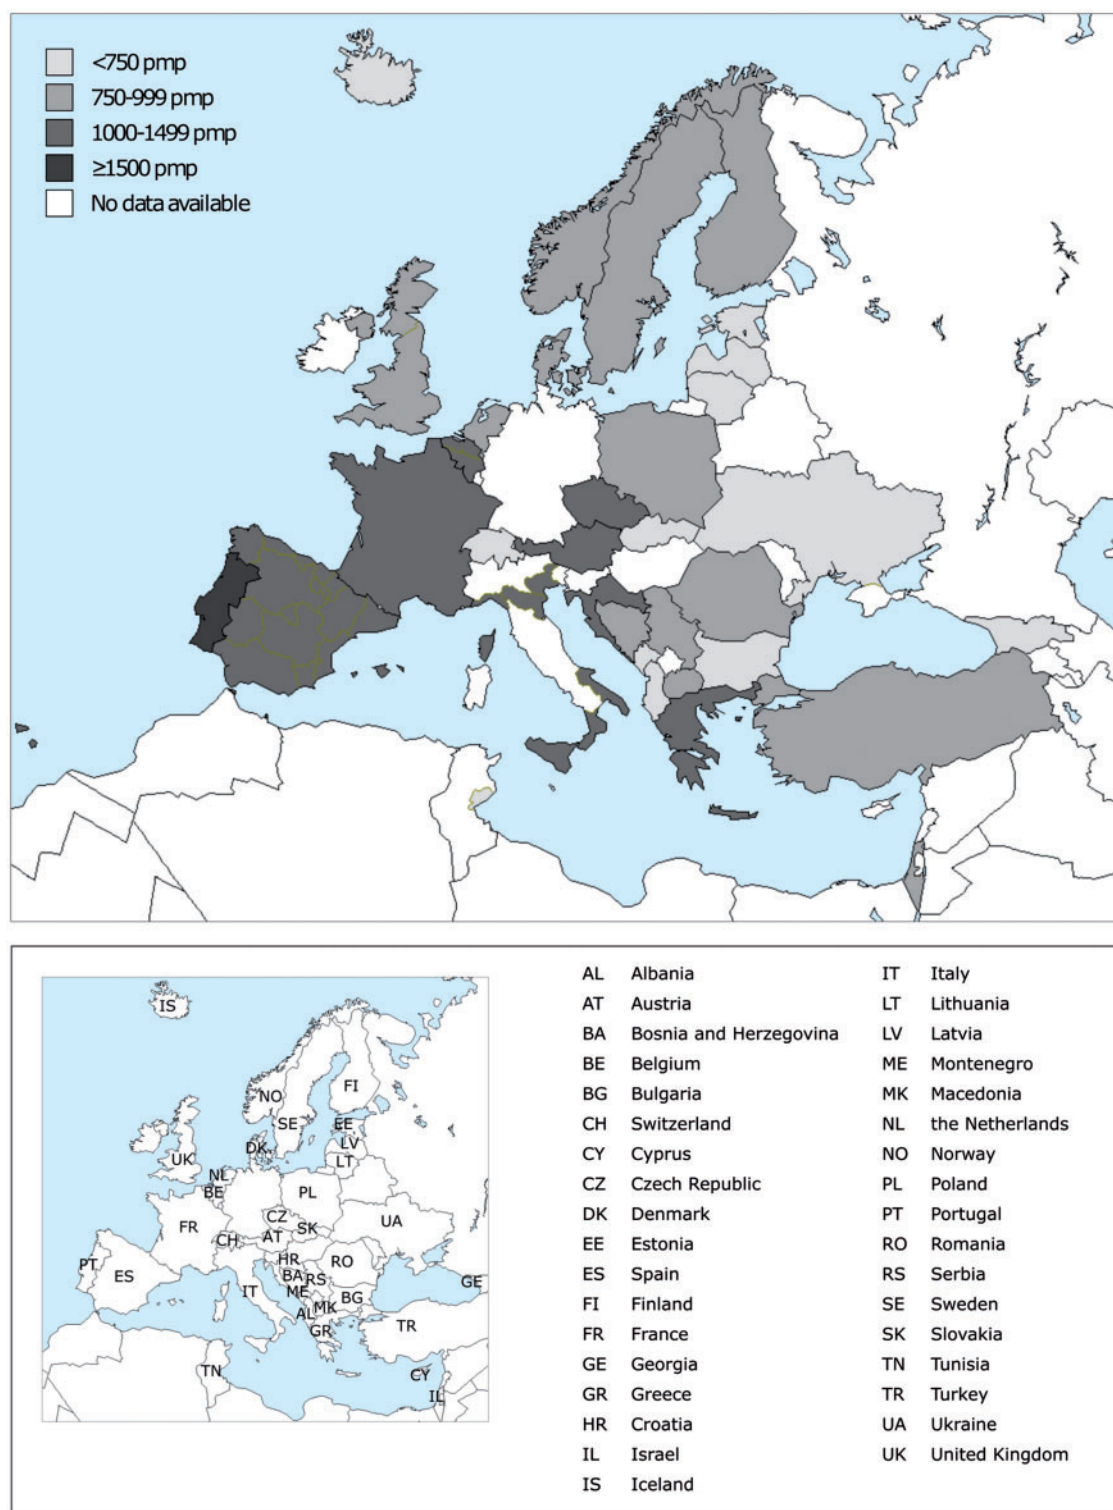 <750 pmp
750-999 pmp
1000-1499 pmp
≥1500 pmp
No data available
IS
NO
FI
SE
EE
LV
LT
DK
UK
NL
BE
PL
CZ
SK
UA
FR
CH
AT
HR
RO
BA
RS
ME
BG
PT
ES
IT
AL
MK
GR
GE
TR
TN
CY
IL
AL Albania
AT Austria
BA Bosnia and Herzegovina
BE Belgium
BG Bulgaria
CH Switzerland
CY Cyprus
CZ Czech Republic
DK Denmark
EE Estonia
ES Spain
FI Finland
FR France
GE Georgia
GR Greece
HR Croatia
IL Israel
IS Iceland
IT Italy
LT Lithuania
LV Latvia
ME Montenegro
MK Macedonia
NL the Netherlands
NO Norway
PL Poland
PT Portugal
RO Romania
RS Serbia
SE Sweden
SK Slovakia
TN Tunisia
TR Turkey
UA Ukraine
UK United Kingdom